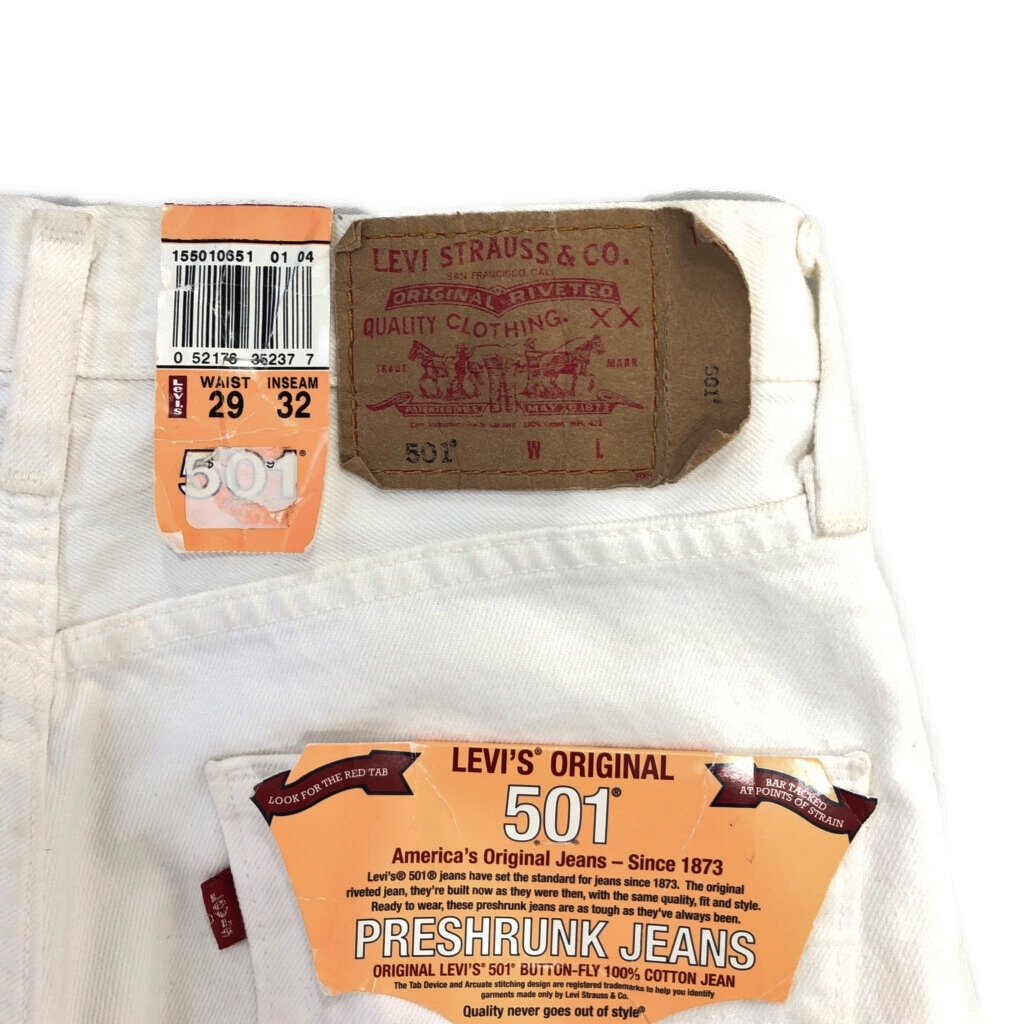 155010651 01 04
0 52176 35237 7
LEVI'S
WAIST INSEAM
29 32
501®
LEVI STRAUSS & CO.
SAN FRANCISCO, CAL.
ORIGINAL RIVETED
QUALITY CLOTHING. XX
TRADE MARK
PATENTED IN U.S. MAY 20 1873
501®
W L
501®
LOOK FOR THE RED TAB
LEVI'S® ORIGINAL
501®
BAR TACKED
AT POINTS OF STRAIN
America's Original Jeans – Since 1873
Levi's® 501® jeans have set the standard for jeans since 1873. The original
riveted jean, they're built now as they were then, with the same quality, fit and style.
Ready to wear, these preshrunk jeans are as tough as they've always been.
PRESHRUNK JEANS
ORIGINAL LEVI'S® 501® BUTTON-FLY 100% COTTON JEAN
The Tab Device and Arcuate stitching design are registered trademarks to help you identify
garments made only by Levi Strauss & Co.
Quality never goes out of style®